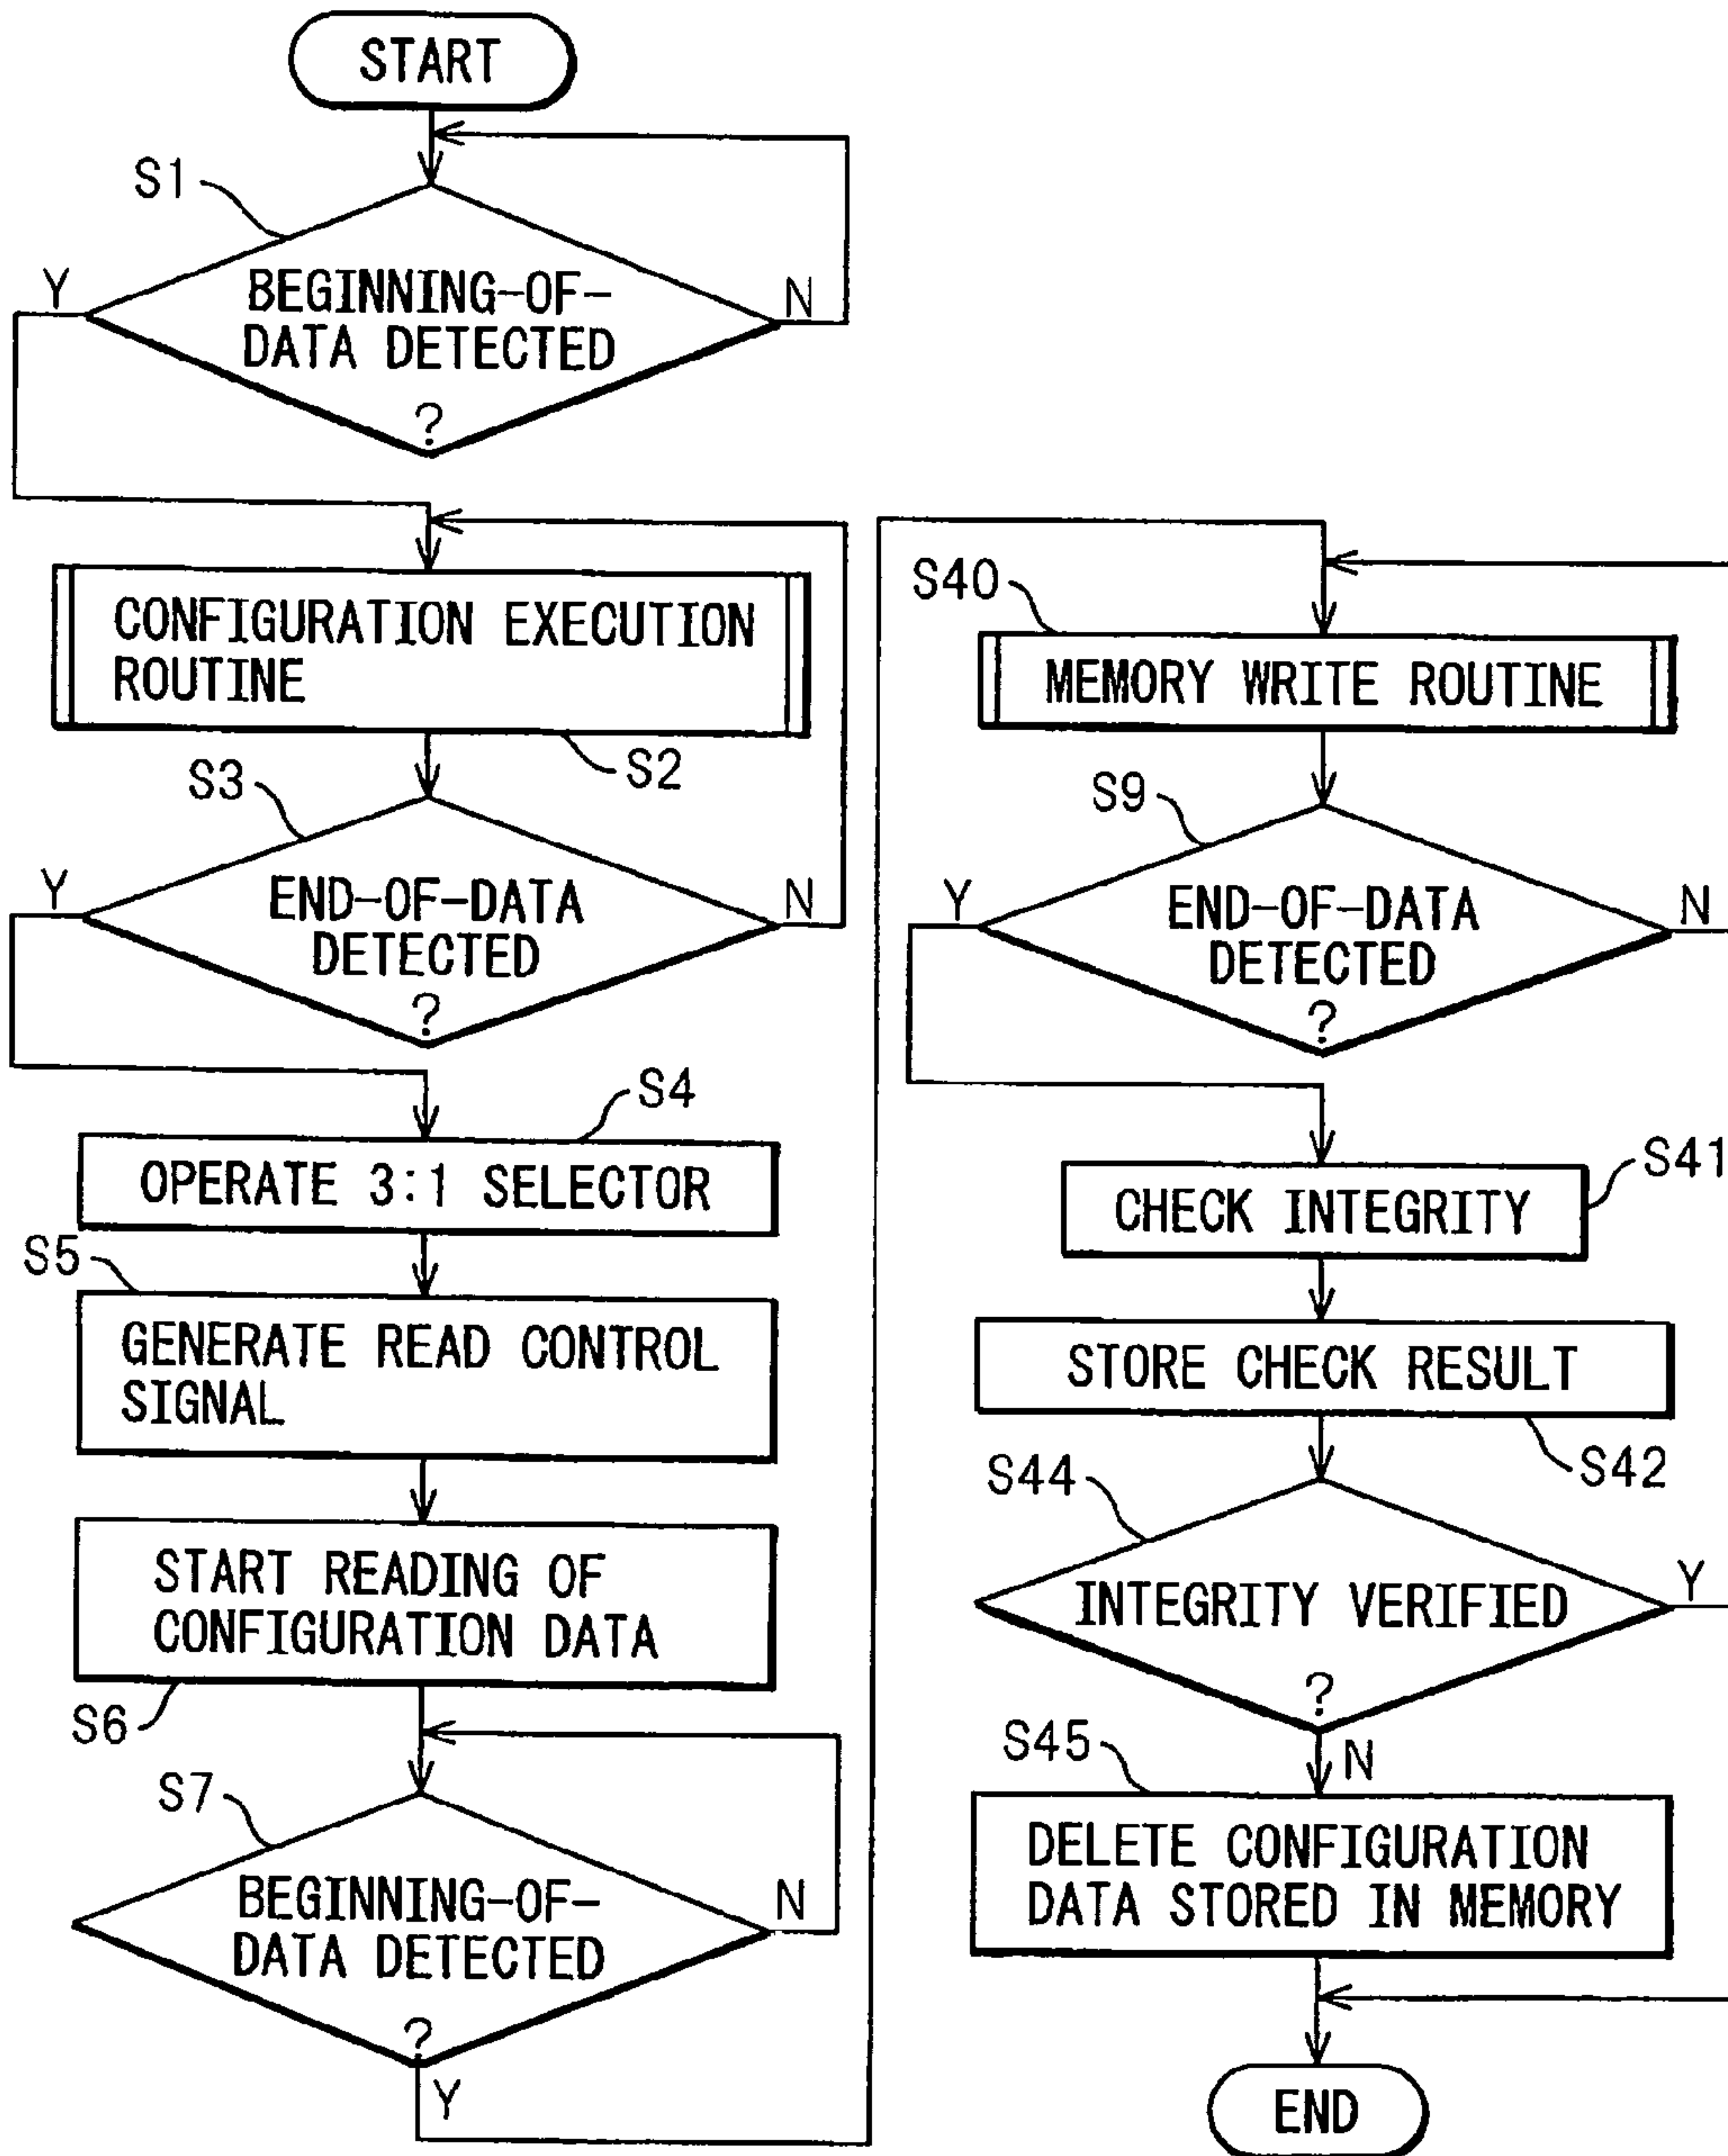 START
S1
Y
BEGINNING-OF-
DATA DETECTED
?
N
CONFIGURATION EXECUTION
ROUTINE
S2
S3
Y
END-OF-DATA
DETECTED
?
N
S4
OPERATE 3:1 SELECTOR
S5
GENERATE READ CONTROL
SIGNAL
START READING OF
CONFIGURATION DATA
S6
S7
BEGINNING-OF-
DATA DETECTED
?
N
Y
S40
MEMORY WRITE ROUTINE
S9
Y
END-OF-DATA
DETECTED
?
N
S41
CHECK INTEGRITY
STORE CHECK RESULT
S42
S44
INTEGRITY VERIFIED
?
Y
N
S45
DELETE CONFIGURATION
DATA STORED IN MEMORY
END